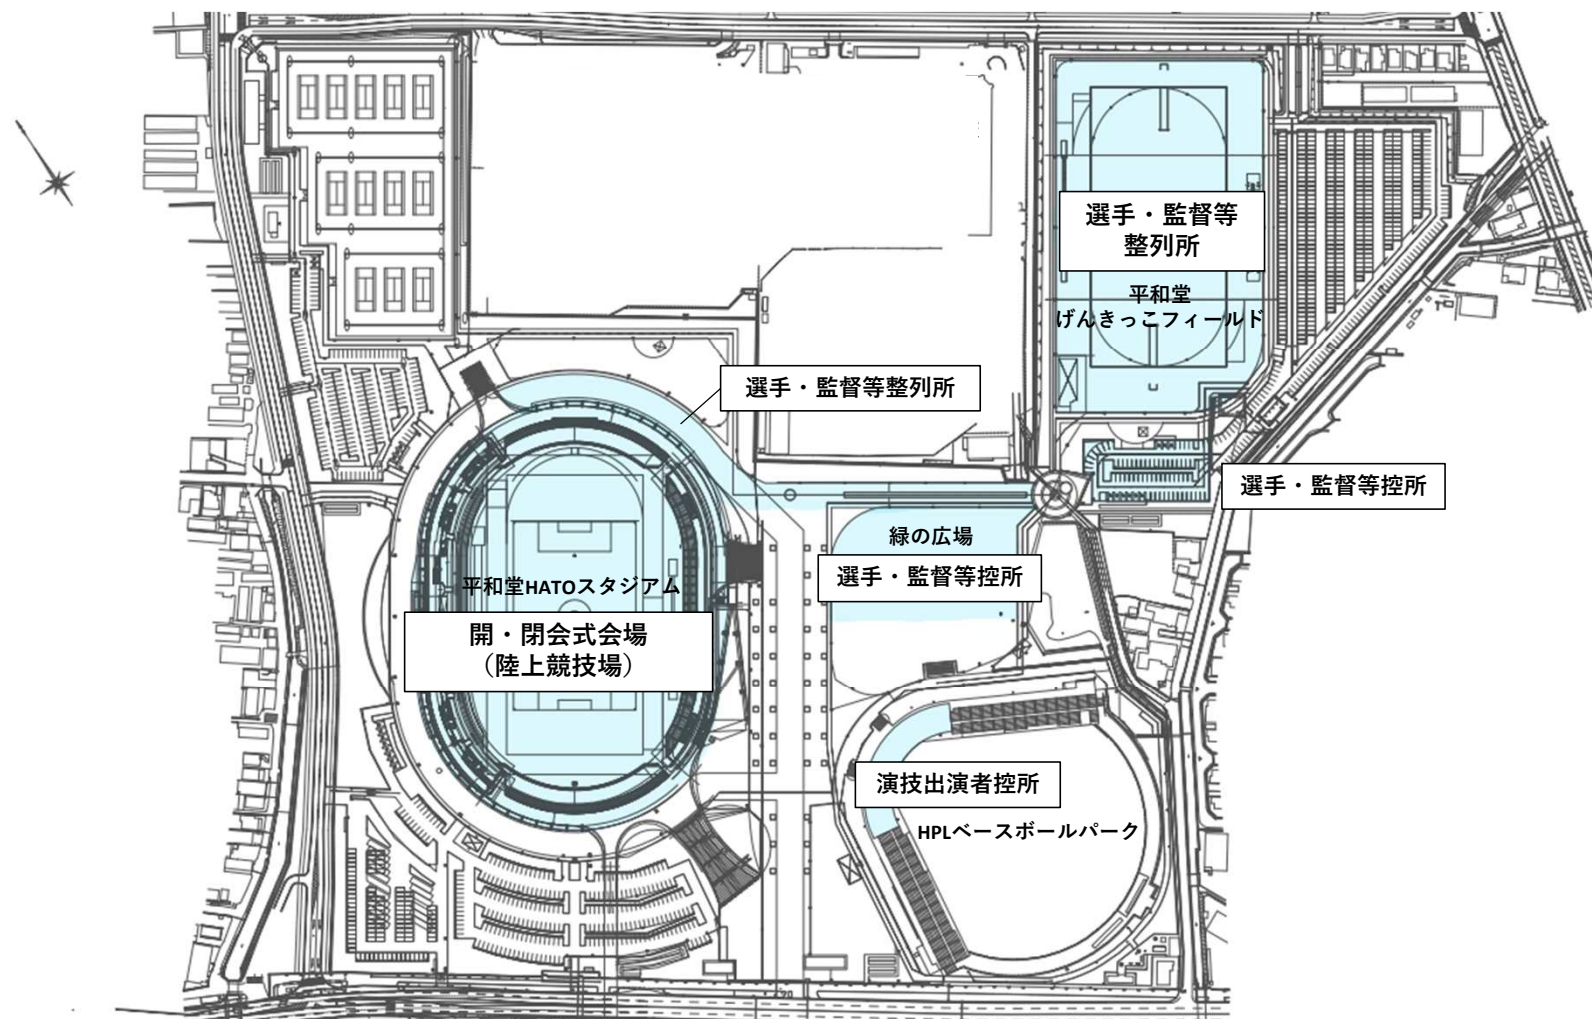 選手・監督等
整列所
平和堂
げんきっこフィールド
選手・監督等整列所
選手・監督等控所
緑の広場
選手・監督等控所
平和堂HATOスタジアム
開・閉会式会場
（陸上競技場）
演技出演者控所
HPLベースボールパーク